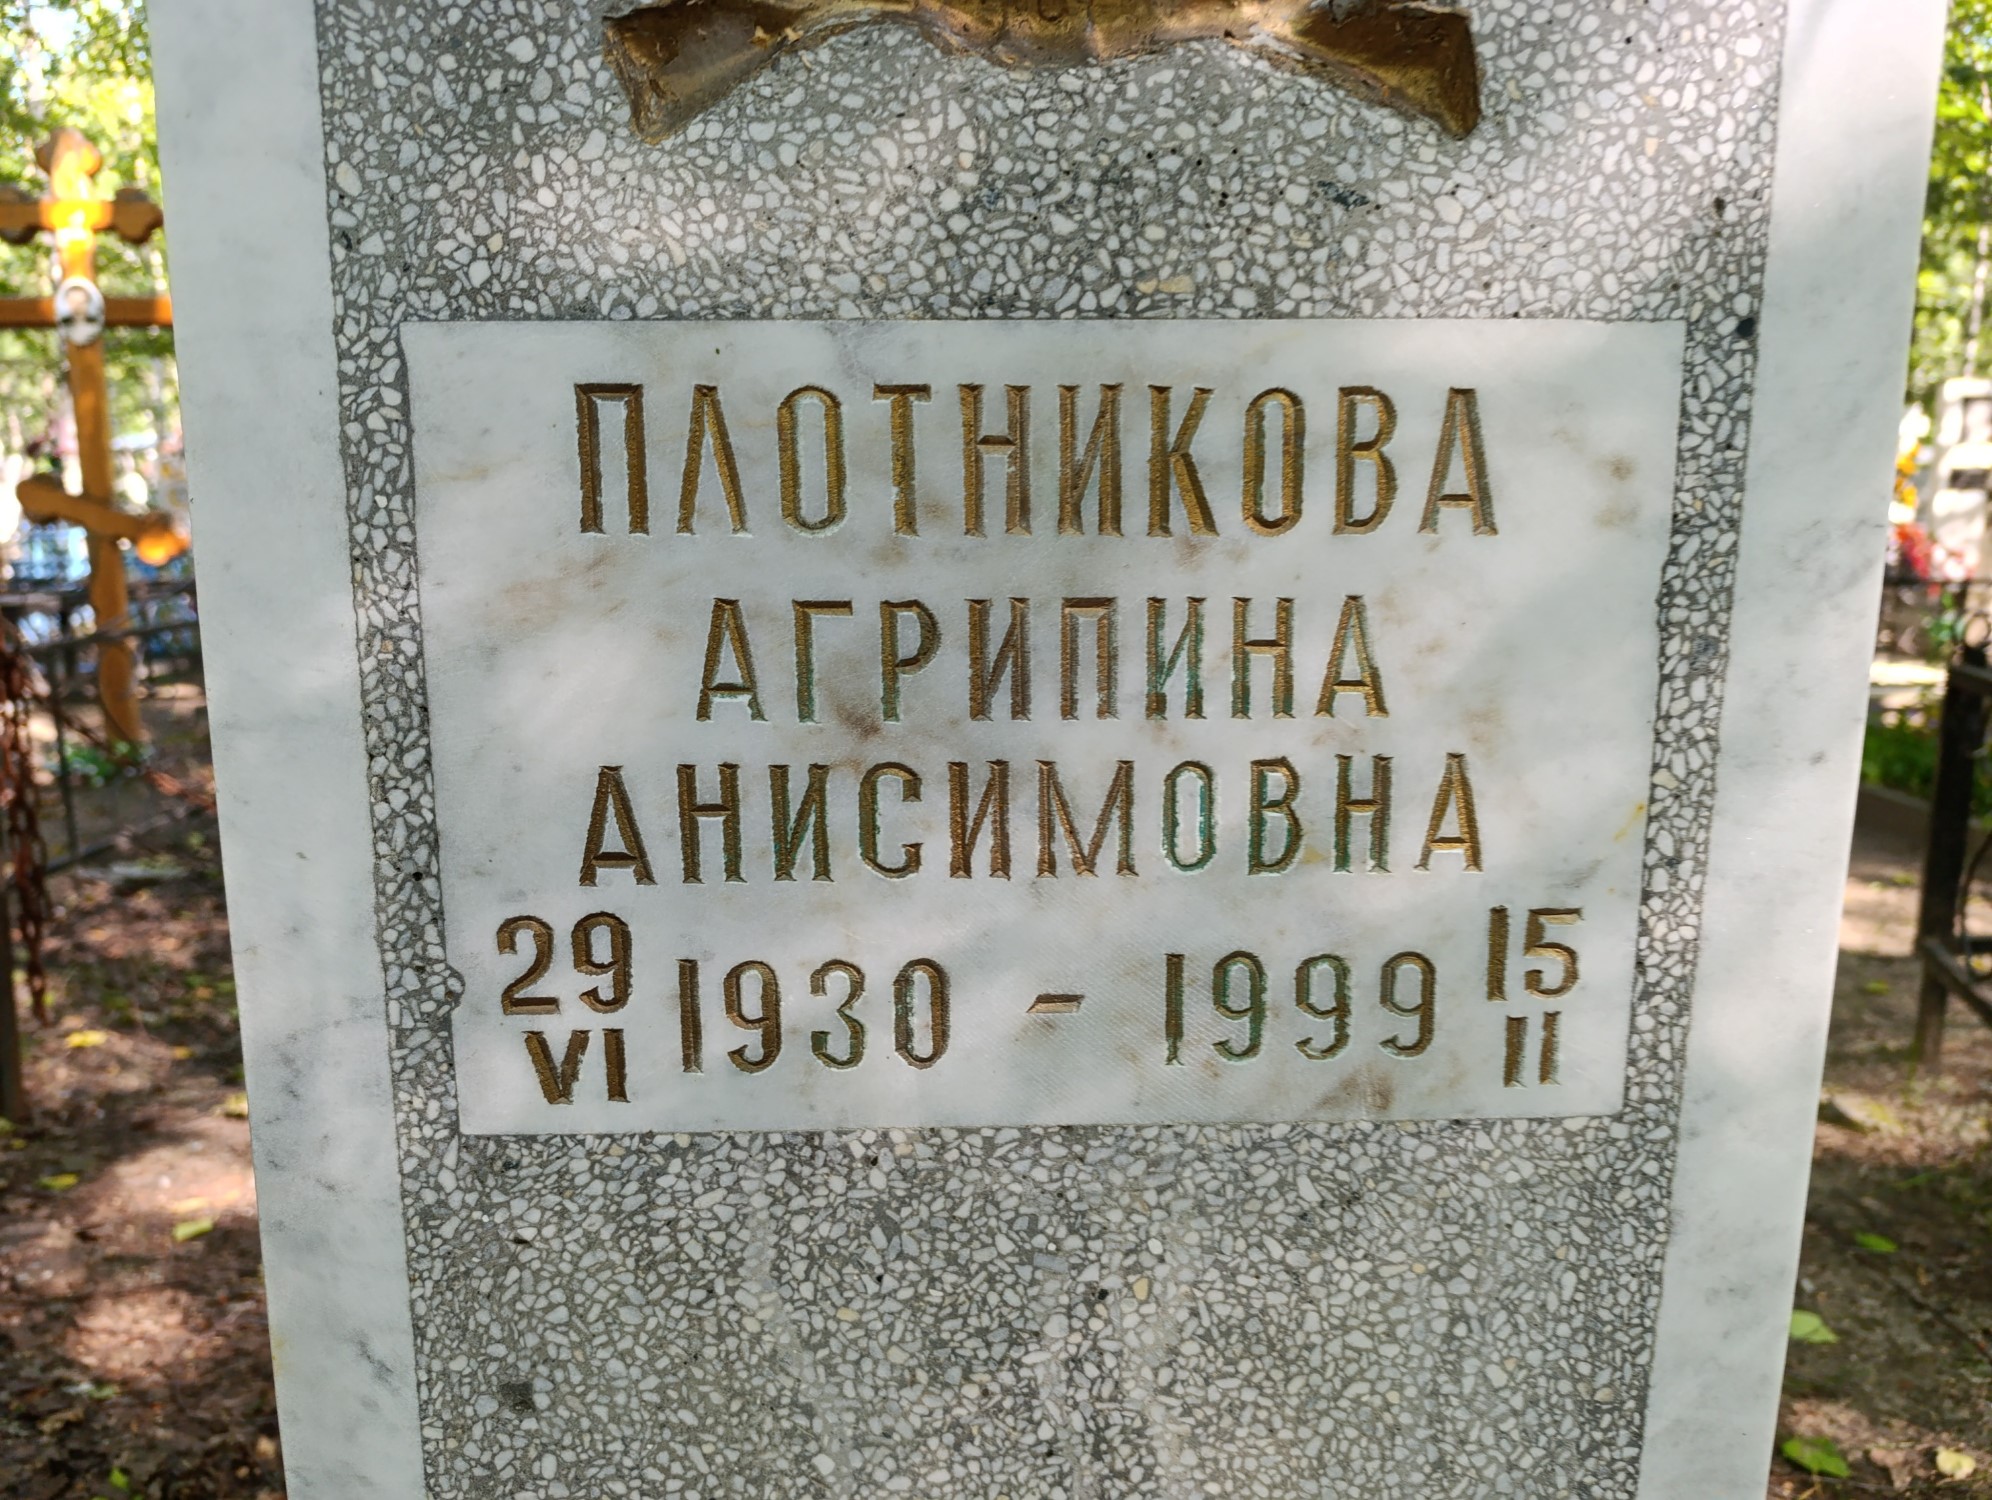 ПЛОТНИКОВА
АГРИПИНА
АНИСИМОВНА
29 VI 1930 - 1999 15 II